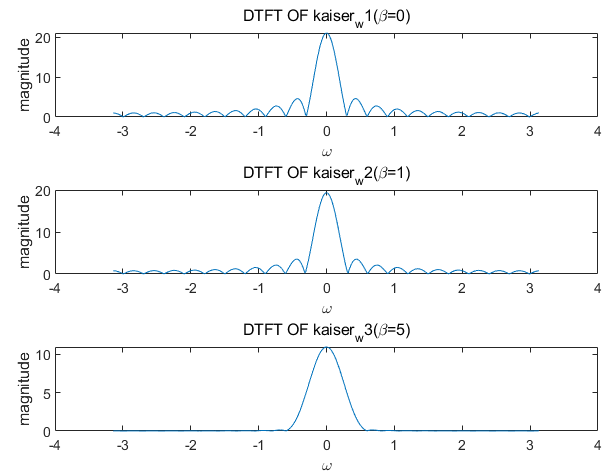 DTFT OF kaiser_w1(β=0)
20
10
0
magnitude
-4 -3 -2 -1 0 1 2 3 4
ω
DTFT OF kaiser_w2(β=1)
20
10
0
magnitude
-4 -3 -2 -1 0 1 2 3 4
ω
DTFT OF kaiser_w3(β=5)
10
5
0
magnitude
-4 -3 -2 -1 0 1 2 3 4
ω